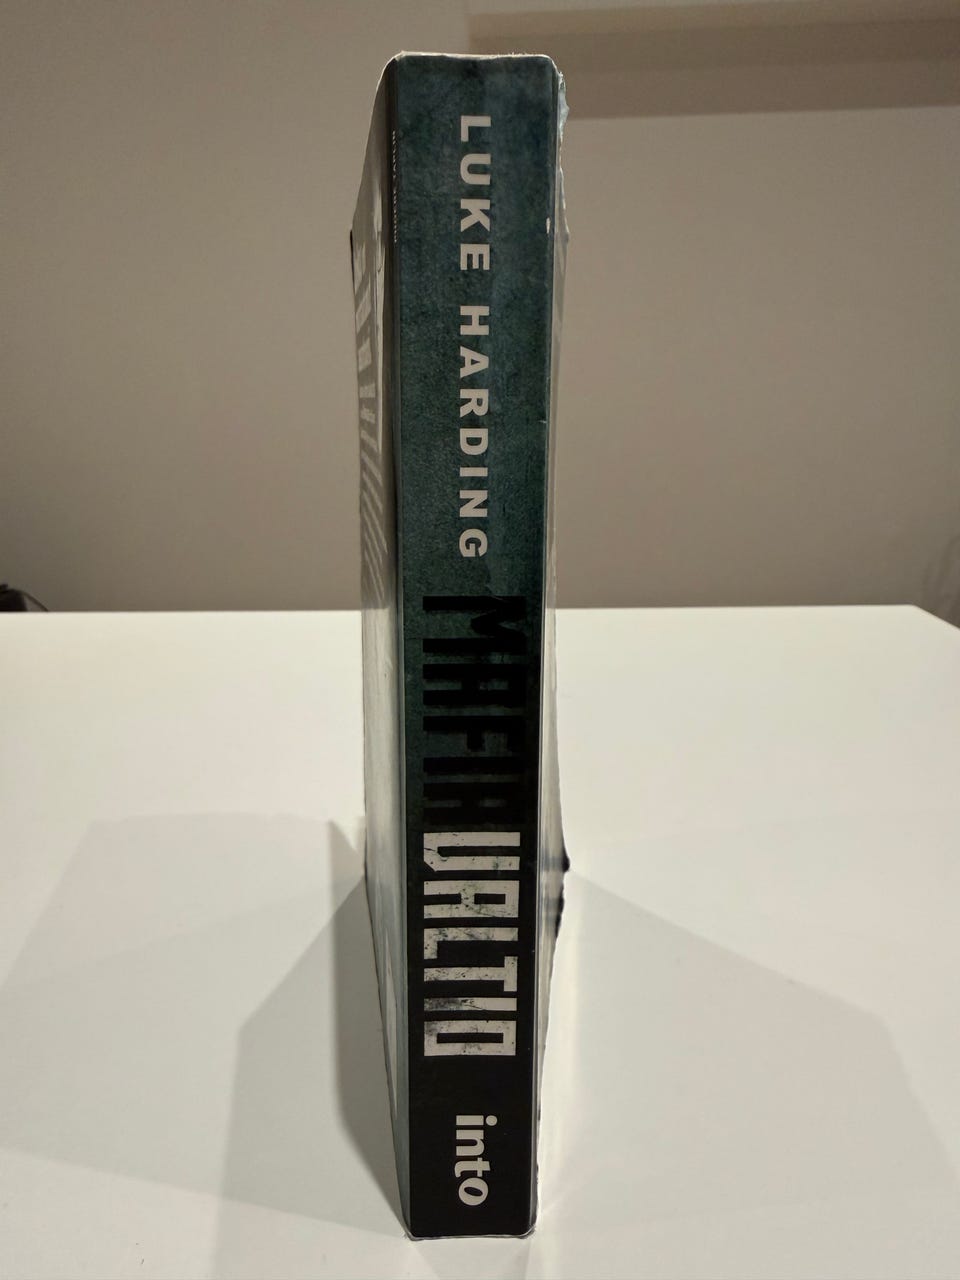 LUKE HARDING
MAFIAVALTIO
into